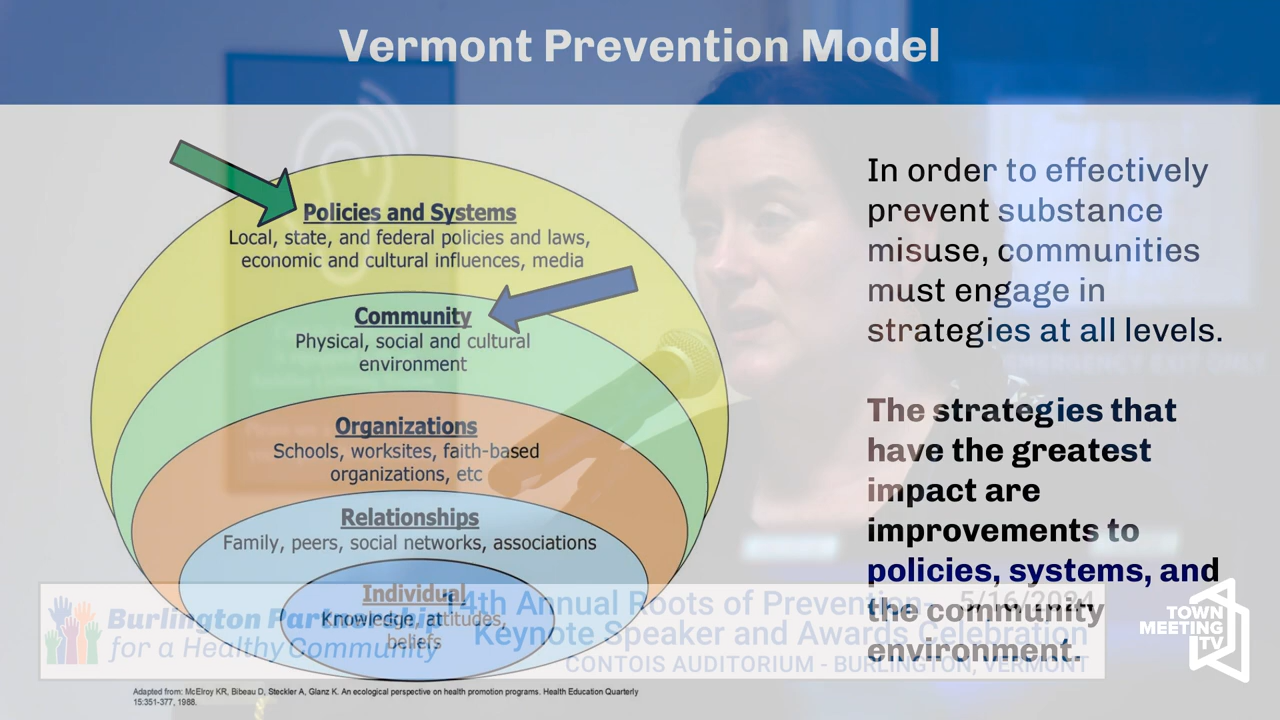 Vermont Prevention Model
Policies and Systems
Local, state, and federal policies and laws,
economic and cultural influences, media
Community
Physical, social and cultural
environment
Organizations
Schools, worksites, faith-based
organizations, etc
Relationships
Family, peers, social networks, associations
Individual
Knowledge, attitudes,
beliefs
Adapted from: McElroy KR, Bibeau D, Steckler A, Glanz K. An ecological perspective on health promotion programs. Health Education Quarterly
15:351-377, 1988.
In order to effectively
prevent substance
misuse, communities
must engage in
strategies at all levels.
The strategies that
have the greatest
impact are
improvements to
policies, systems, and
the community
environment.
Burlington Partnership
for a Healthy Community
14th Annual Roots of Prevention
Keynote Speaker and Awards Celebration
CONTOIS AUDITORIUM - BURLINGTON, VERMONT
TOWN
MEETING
TV